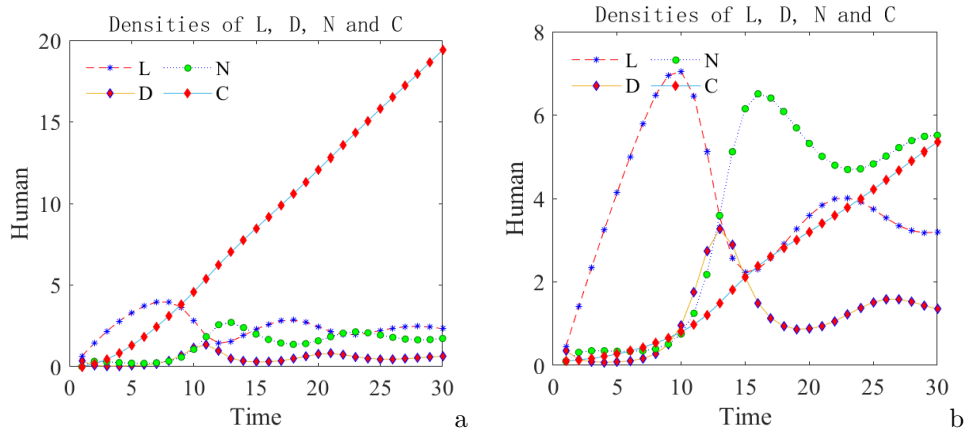 Densities of L, D, N and C
20
15
10
5
0
Human
L
N
D
C
0 5 10 15 20 25 30
Time
a
Densities of L, D, N and C
8
6
4
2
0
Human
L
N
D
C
0 5 10 15 20 25 30
Time
b